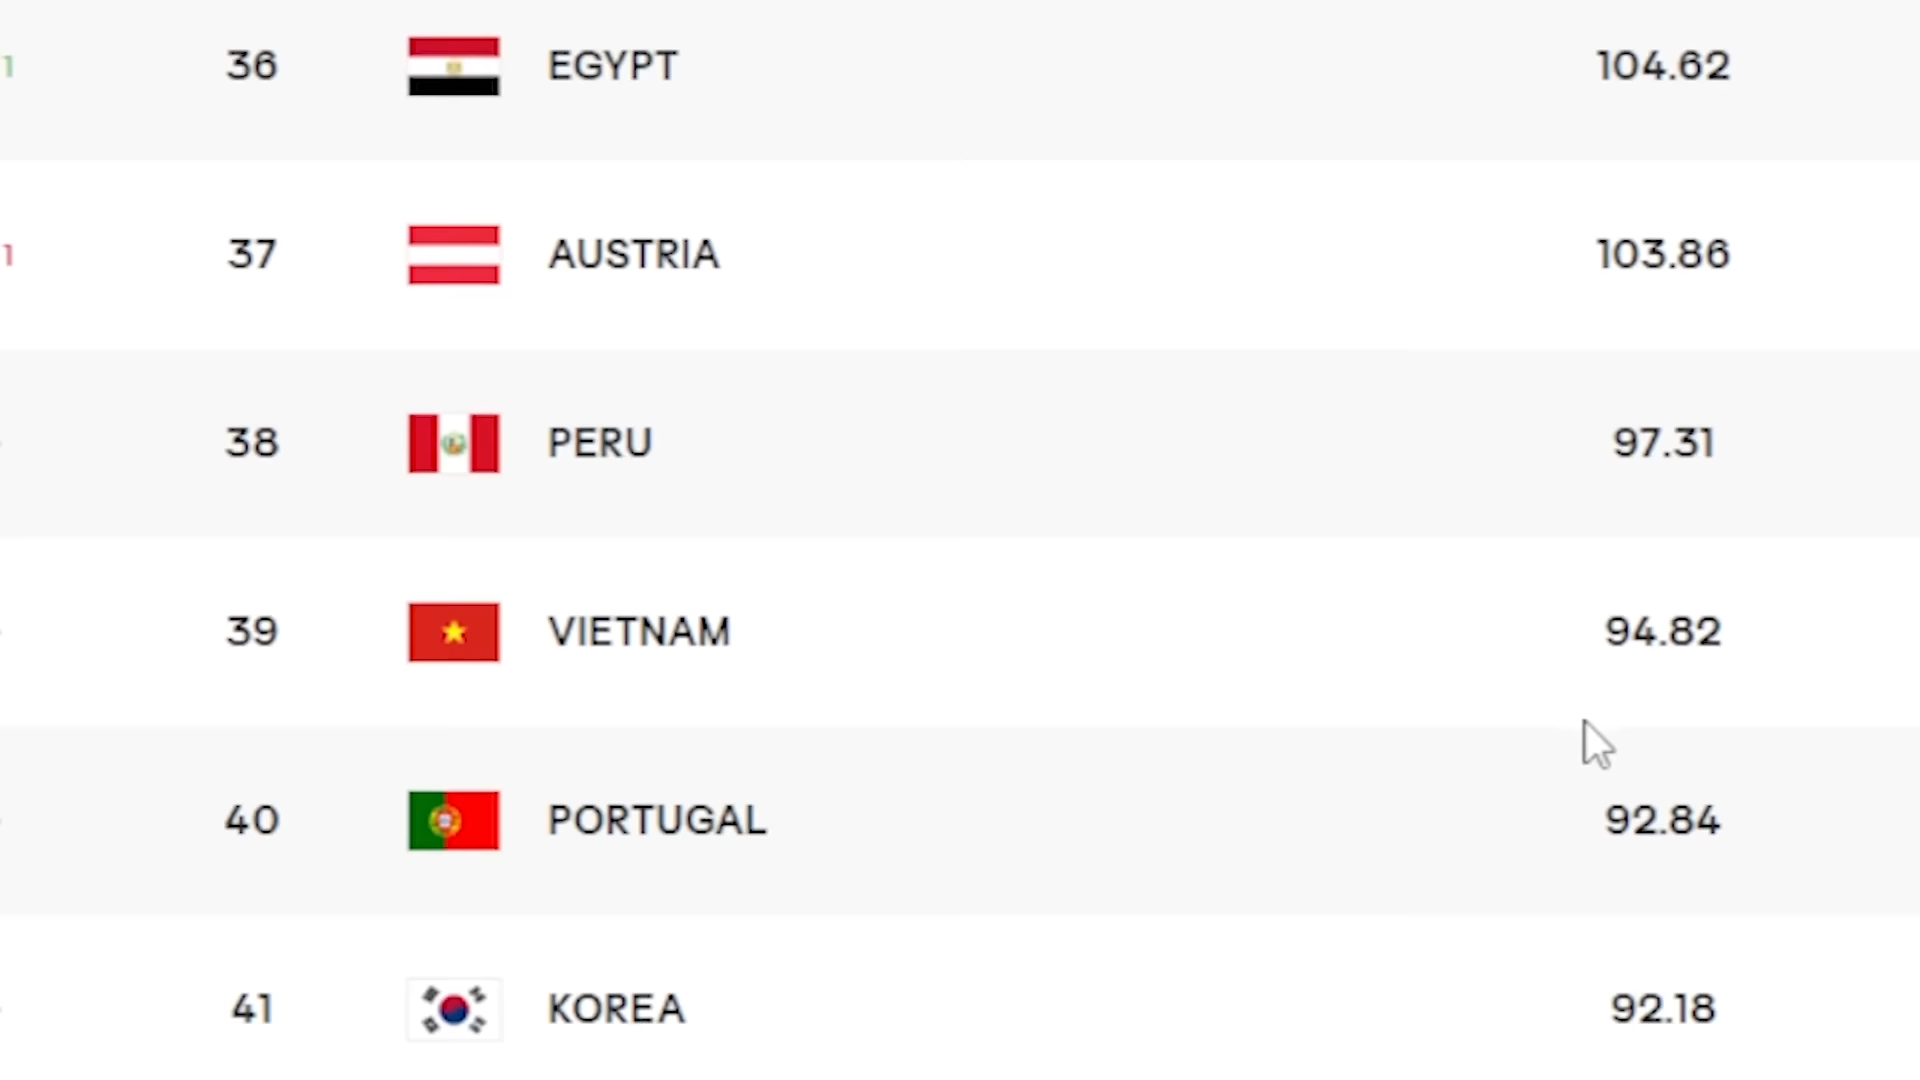 1 36 EGYPT 104.62
1 37 AUSTRIA 103.86
38 PERU 97.31
39 VIETNAM 94.82
40 PORTUGAL 92.84
41 KOREA 92.18